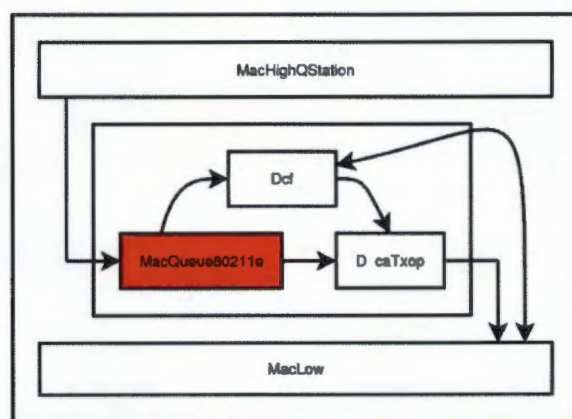 MacHighQStation
Dcf
MacQueue80211e
D caTxop
MacLow